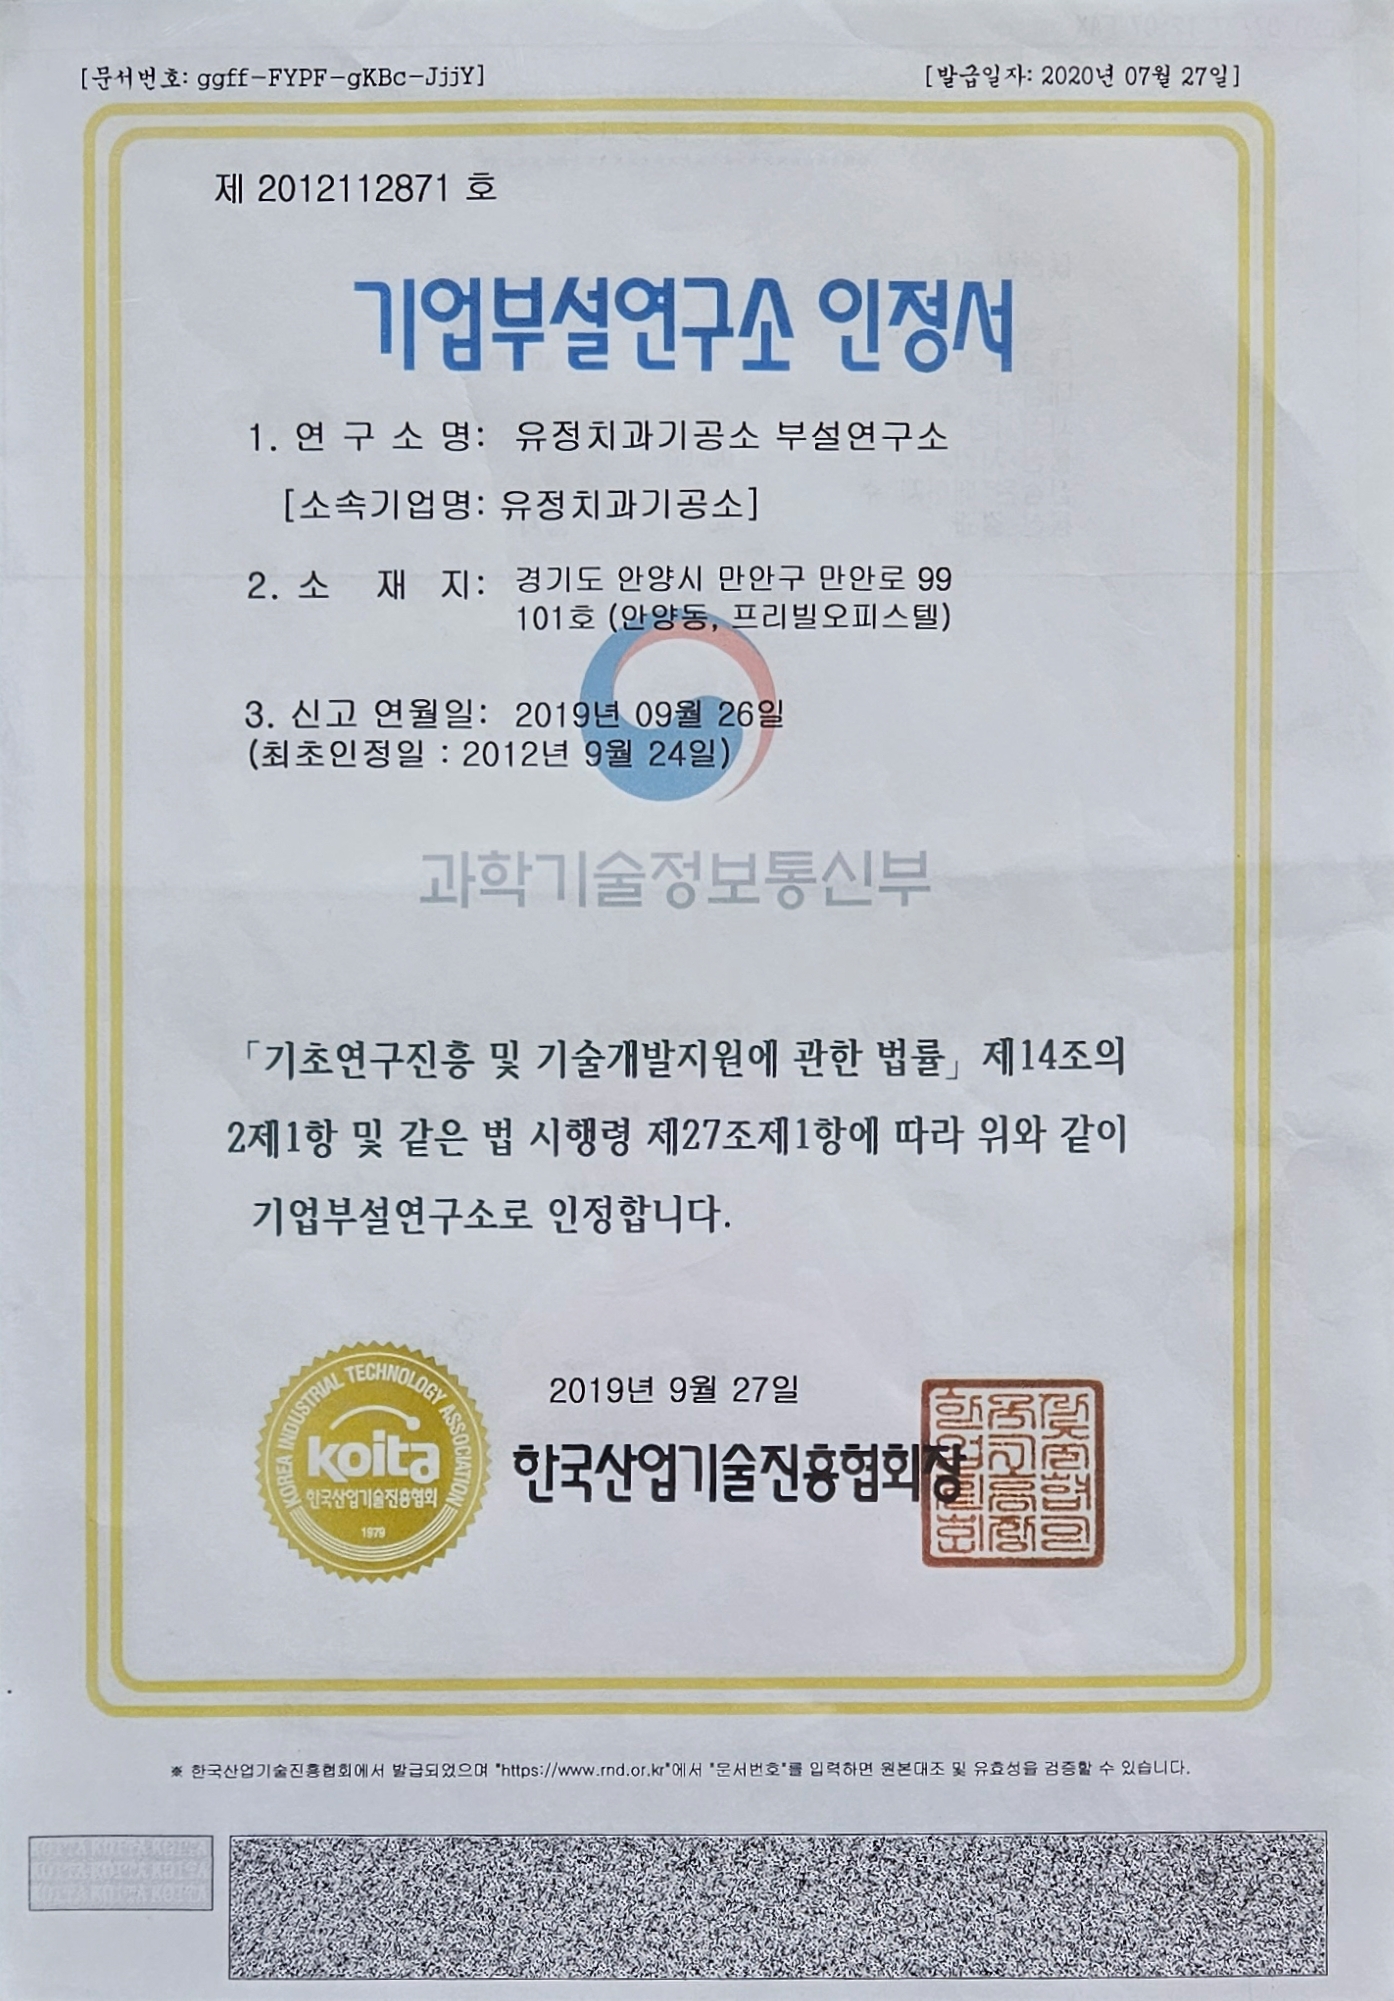 [문서번호: ggff-FYPF-gKBc-JjjY]
[발급일자: 2020년 07월 27일]
제 2012112871 호
기업부설연구소 인정서
1. 연 구 소 명: 유정치과기공소 부설연구소
[소속기업명: 유정치과기공소]
2. 소 재 지: 경기도 안양시 만안구 만안로 99
101호 (안양동, 프리빌오피스텔)
3. 신고 연월일: 2019년 09월 26일
(최초인정일 : 2012년 9월 24일)
과학기술정보통신부
「기초연구진흥 및 기술개발지원에 관한 법률」 제14조의
2제1항 및 같은 법 시행령 제27조제1항에 따라 위와 같이
기업부설연구소로 인정합니다.
KOREA INDUSTRIAL TECHNOLOGY ASSOCIATION
koita
한국산업기술진흥협회
1979
2019년 9월 27일
한국산업기술진흥협회장
※ 한국산업기술진흥협회에서 발급되었으며 "https://www.rnd.or.kr"에서 "문서번호"를 입력하면 원본대조 및 유효성을 검증할 수 있습니다.